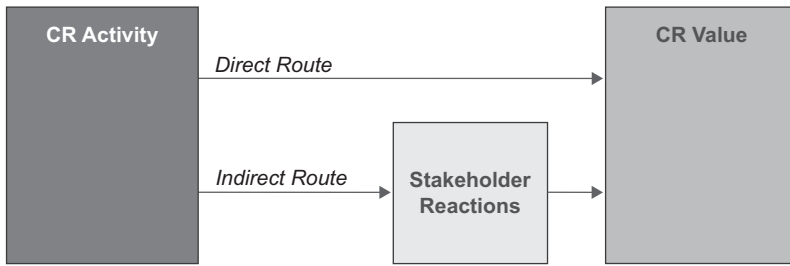 CR Activity
CR Value
Direct Route
Indirect Route
Stakeholder
Reactions